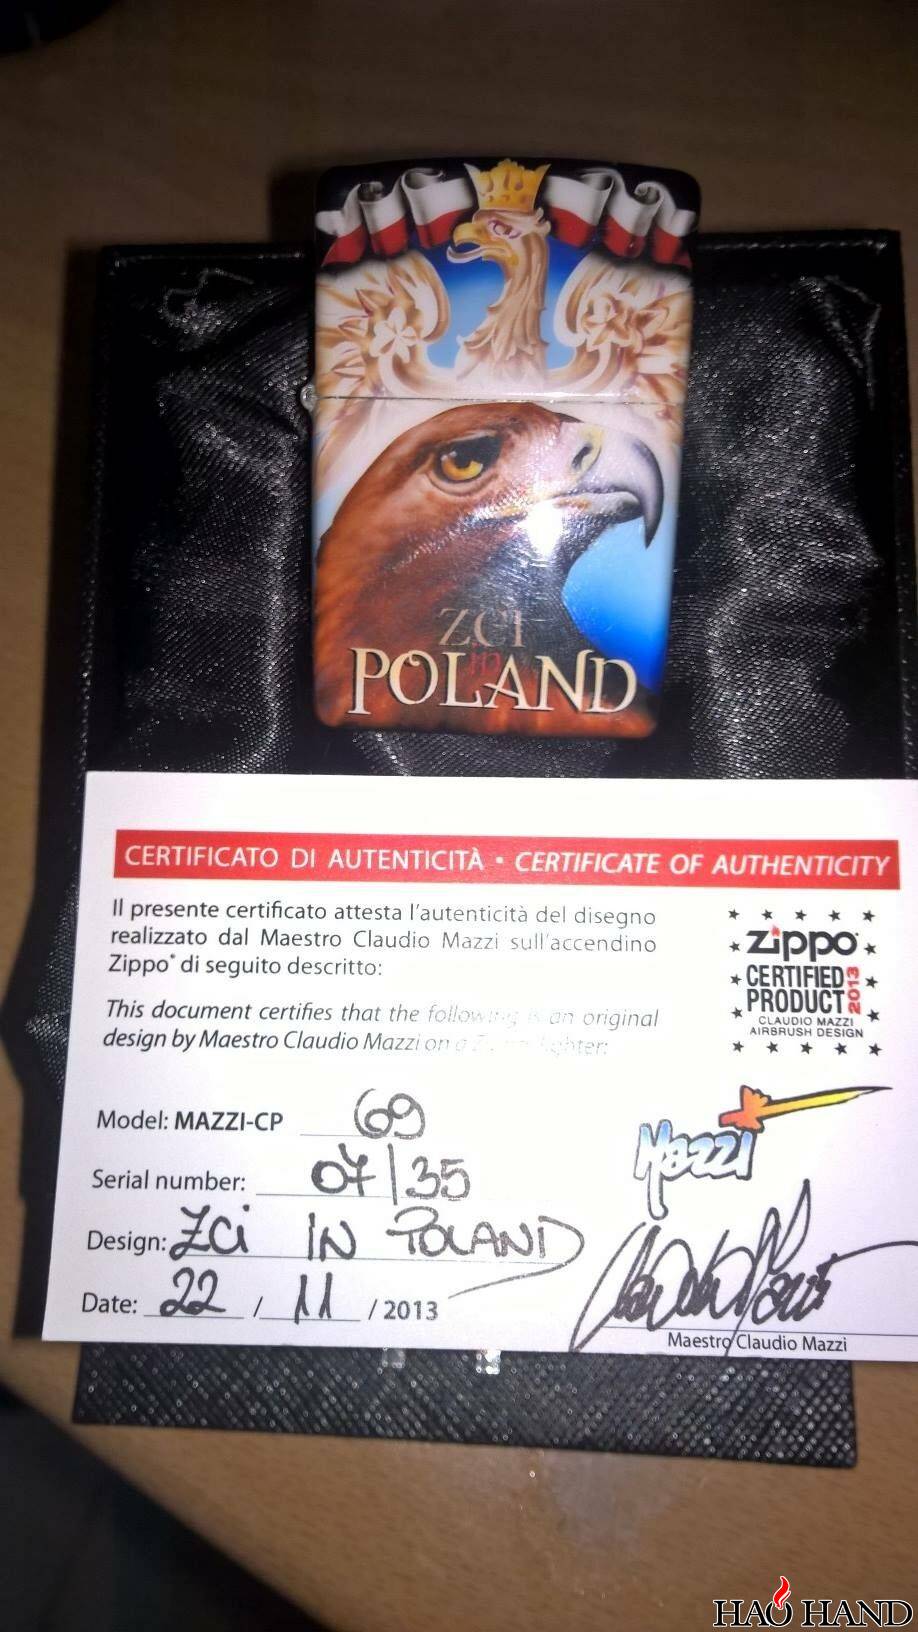 ZCI
in
POLAND
CERTIFICATO DI AUTENTICITÀ • CERTIFICATE OF AUTHENTICITY
Il presente certificato attesta l'autenticità del disegno
realizzato dal Maestro Claudio Mazzi sull'accendino
Zippo® di seguito descritto:
This document certifies that the following is an original
design by Maestro Claudio Mazzi on a lighter:
zippo
CERTIFIED
PRODUCT 2013
CLAUDIO MAZZI
AIRBRUSH DESIGN
Model: MAZZI-CP 69
Mazzi
Serial number: 07/35
Design: ZCi IN POLAND
Date: 22 / 11 / 2013
Maestro Claudio Mazzi
HAO HAND